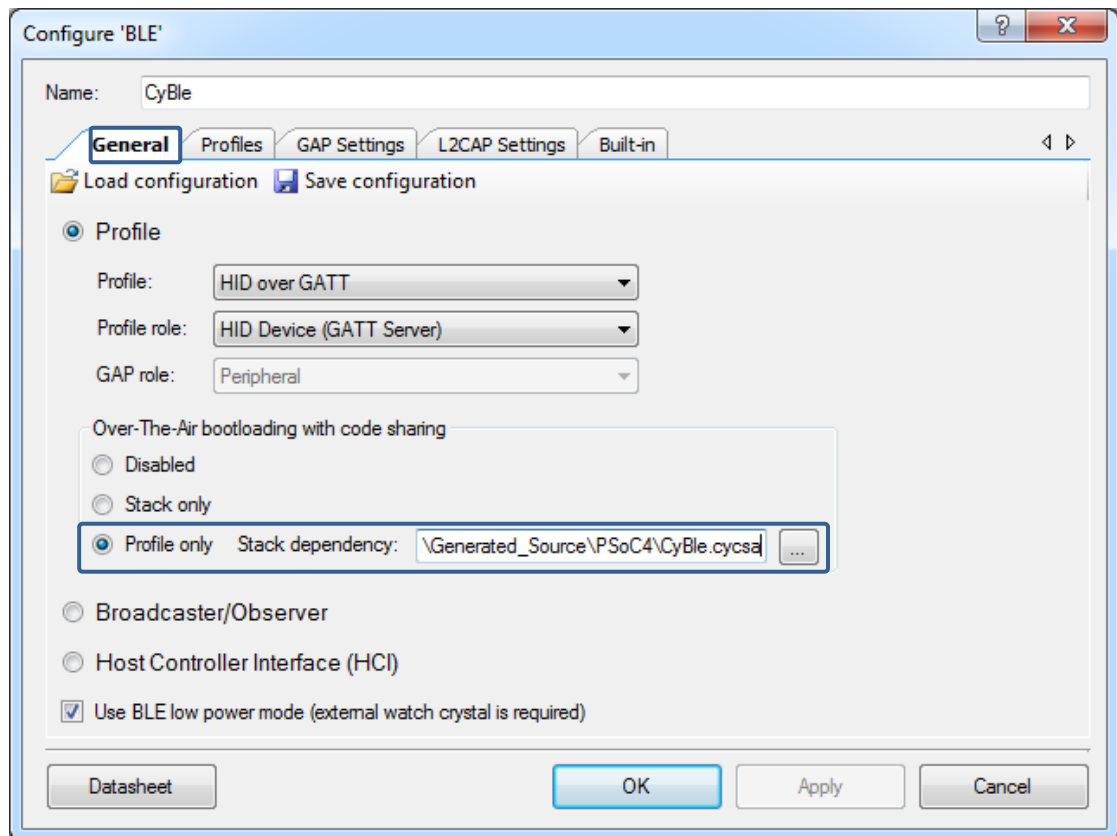 Configure 'BLE'
Name: CyBle
General Profiles GAP Settings L2CAP Settings Built-in
Load configuration Save configuration
Profile
Profile: HID over GATT
Profile role: HID Device (GATT Server)
GAP role: Peripheral
Over-The-Air bootloading with code sharing
Disabled
Stack only
Profile only Stack dependency: \Generated_Source\PSoC4\CyBle.cycsa ...
Broadcaster/Observer
Host Controller Interface (HCI)
Use BLE low power mode (external watch crystal is required)
Datasheet OK Apply Cancel